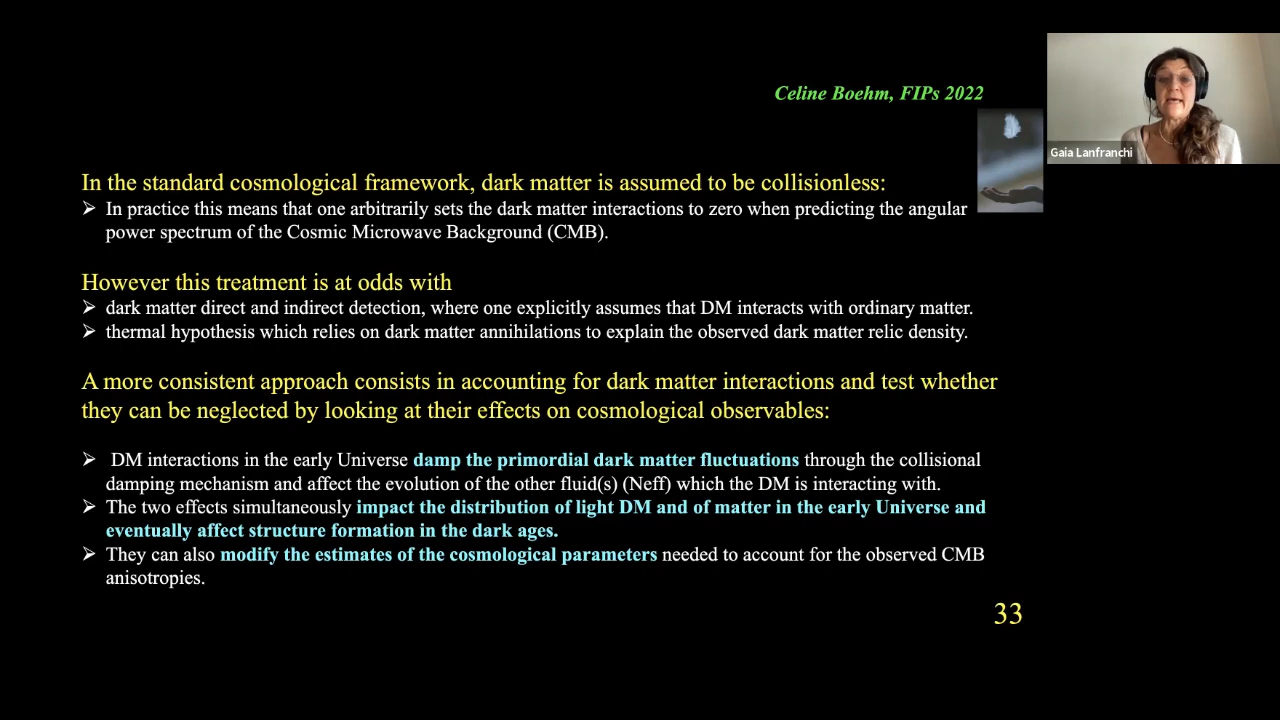 Celine Boehm, FIPs 2022
Gaia Lanfranchi
In the standard cosmological framework, dark matter is assumed to be collisionless:
➢ In practice this means that one arbitrarily sets the dark matter interactions to zero when predicting the angular
power spectrum of the Cosmic Microwave Background (CMB).
However this treatment is at odds with
➢ dark matter direct and indirect detection, where one explicitly assumes that DM interacts with ordinary matter.
➢ thermal hypothesis which relies on dark matter annihilations to explain the observed dark matter relic density.
A more consistent approach consists in accounting for dark matter interactions and test whether
they can be neglected by looking at their effects on cosmological observables:
➢ DM interactions in the early Universe damp the primordial dark matter fluctuations through the collisional
damping mechanism and affect the evolution of the other fluid(s) (Neff) which the DM is interacting with.
➢ The two effects simultaneously impact the distribution of light DM and of matter in the early Universe and
eventually affect structure formation in the dark ages.
➢ They can also modify the estimates of the cosmological parameters needed to account for the observed CMB
anisotropies.
33